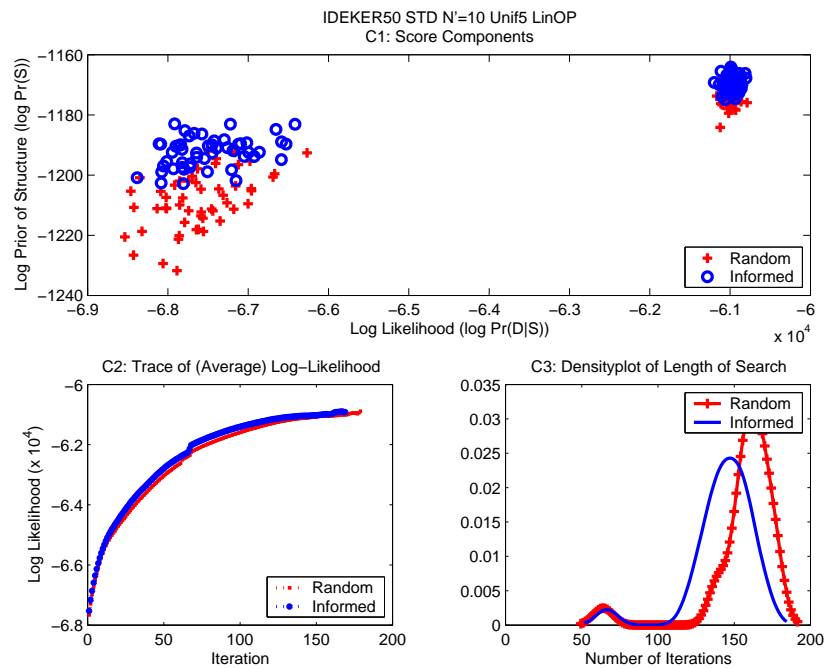 IDEKER50 STD N'=10 Unif5 LinOP
C1: Score Components
Log Prior of Structure (log Pr(S))
−1160
−1180
−1200
−1220
−1240
Random
Informed
−6.9
−6.8
−6.7
−6.6
−6.5
−6.4
−6.3
−6.2
−6.1
−6
Log Likelihood (log Pr(D|S))
x 10^4
C2: Trace of (Average) Log−Likelihood
Log Likelihood (x 10^4)
−6
−6.2
−6.4
−6.6
−6.8
Random
Informed
0
50
100
150
200
Iteration
C3: Densityplot of Length of Search
0.035
0.03
0.025
0.02
0.015
0.01
0.005
0
Random
Informed
0
50
100
150
200
Number of Iterations